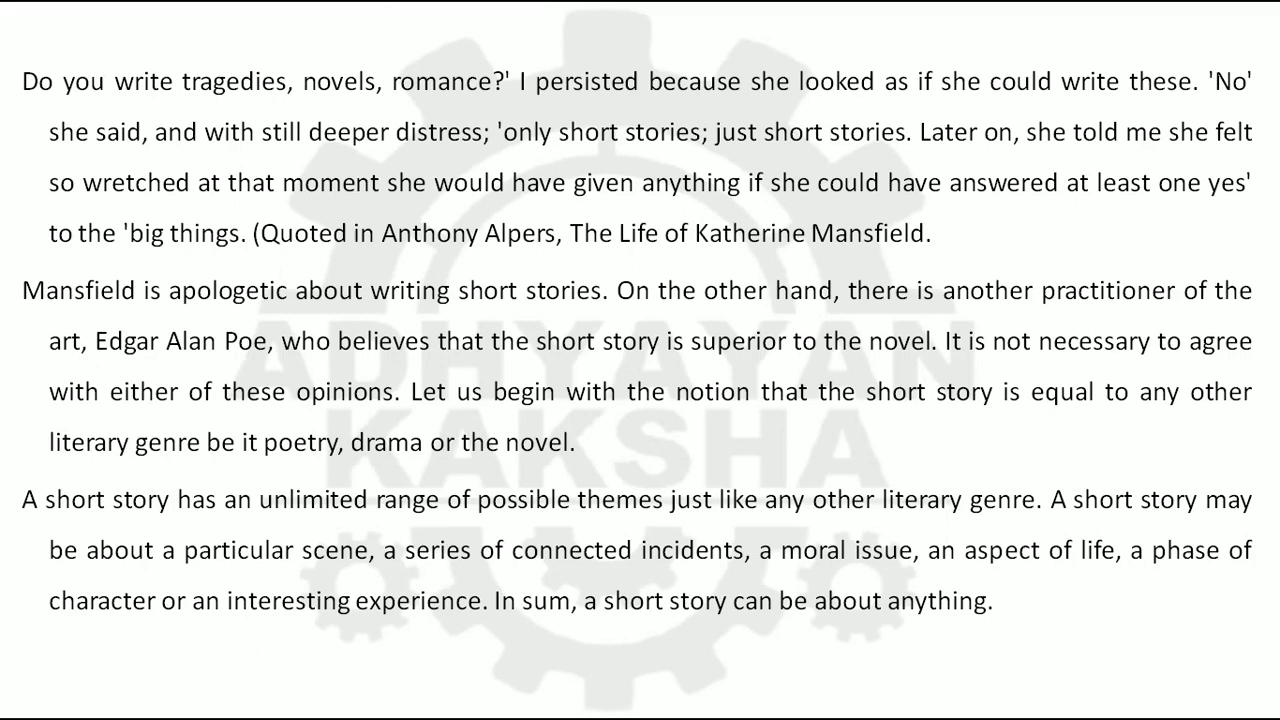 Do you write tragedies, novels, romance?' I persisted because she looked as if she could write these. 'No'
she said, and with still deeper distress; 'only short stories; just short stories. Later on, she told me she felt
so wretched at that moment she would have given anything if she could have answered at least one yes'
to the 'big things. (Quoted in Anthony Alpers, The Life of Katherine Mansfield.
Mansfield is apologetic about writing short stories. On the other hand, there is another practitioner of the
art, Edgar Alan Poe, who believes that the short story is superior to the novel. It is not necessary to agree
with either of these opinions. Let us begin with the notion that the short story is equal to any other
literary genre be it poetry, drama or the novel.
A short story has an unlimited range of possible themes just like any other literary genre. A short story may
be about a particular scene, a series of connected incidents, a moral issue, an aspect of life, a phase of
character or an interesting experience. In sum, a short story can be about anything.
ADHYAYAN
KAKSHA